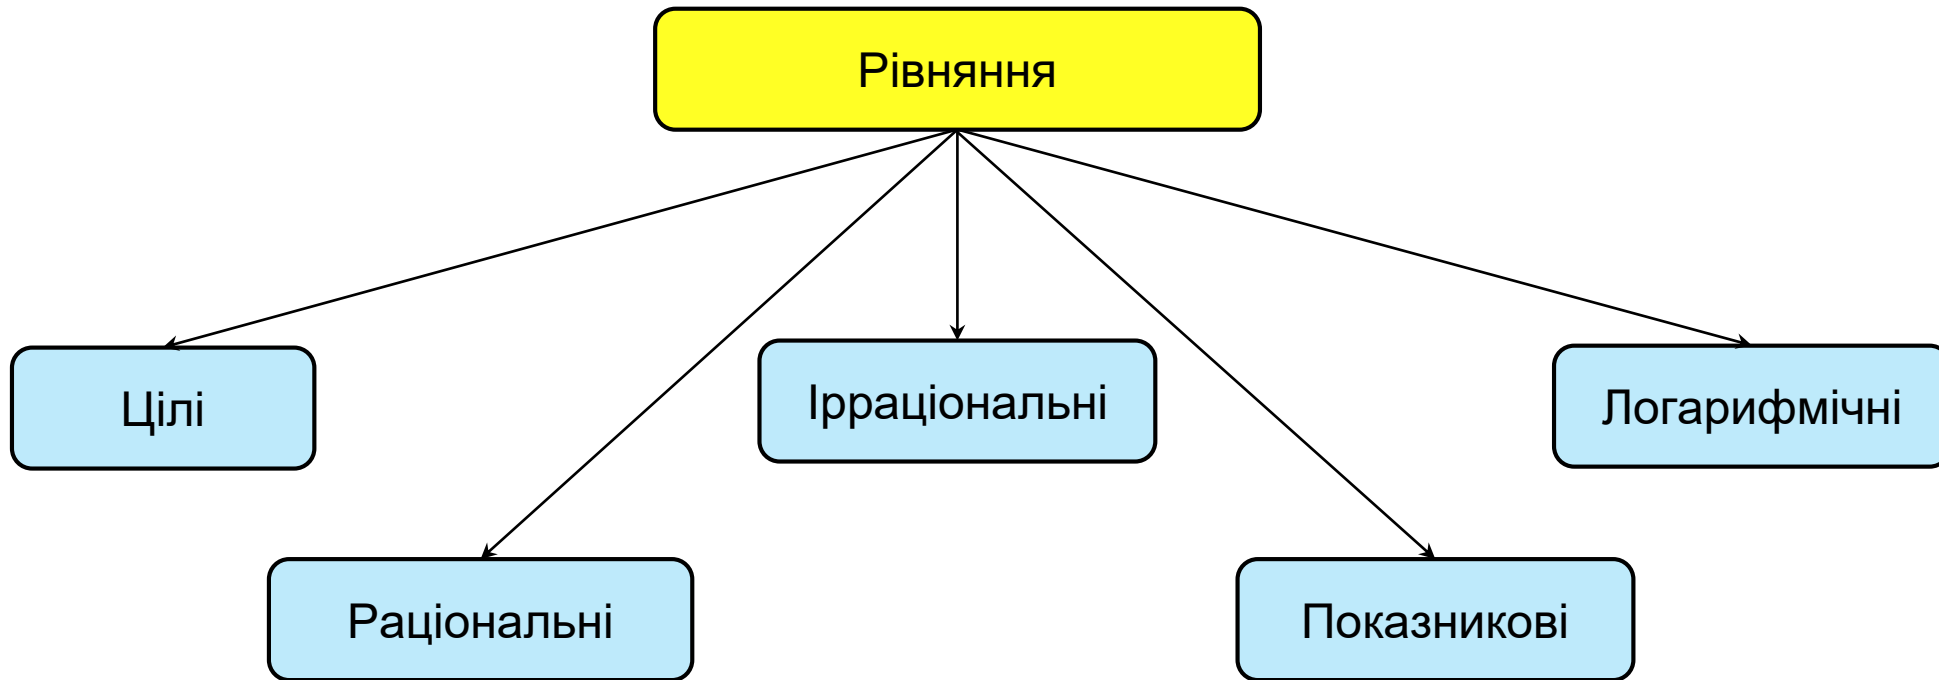 Рівняння
Цілі
Ірраціональні
Логарифмічні
Раціональні
Показникові